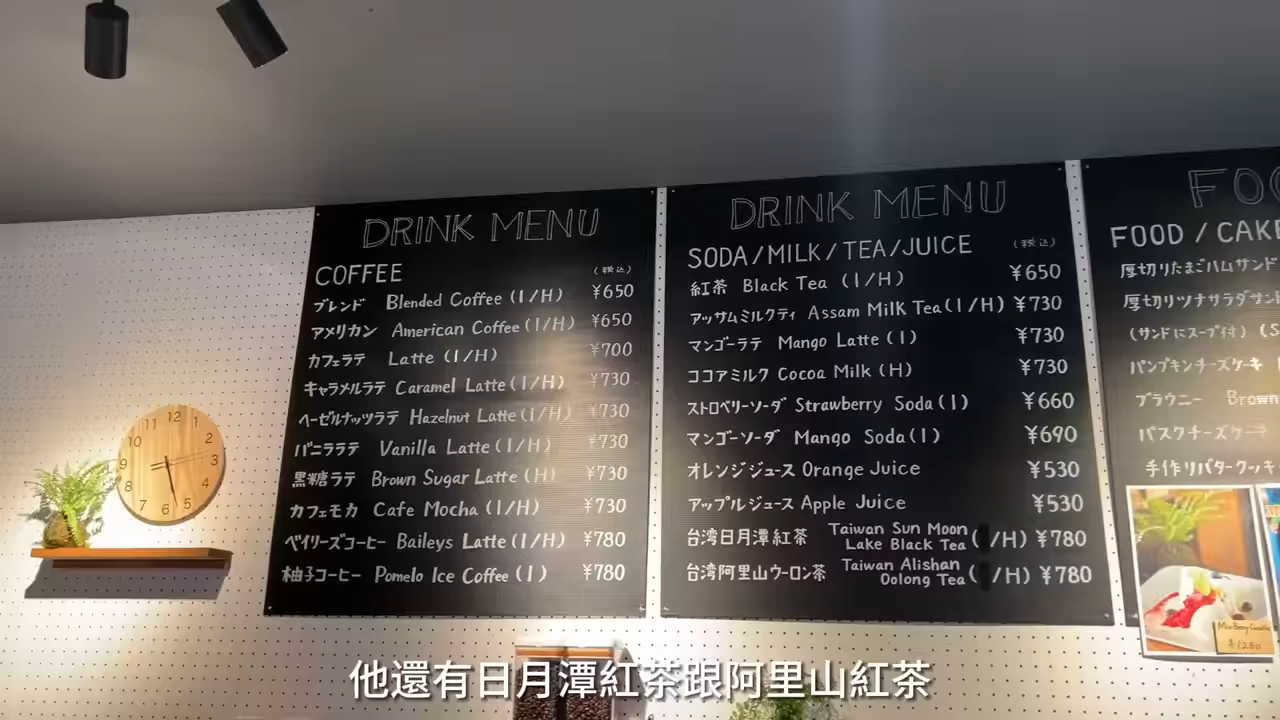 DRINK MENU
COFFEE (税込)
ブレンド Blended Coffee (I/H) ¥650
アメリカン American Coffee (I/H) ¥650
カフェラテ Latte (I/H) ¥700
キャラメルラテ Caramel Latte (I/H) ¥730
ヘーゼルナッツラテ Hazelnut Latte (I/H) ¥730
バニララテ Vanilla Latte (I/H) ¥730
黒糖ラテ Brown Sugar Latte (H) ¥730
カフェモカ Cafe Mocha (I/H) ¥730
ベイリーズコーヒー Baileys Latte (I/H) ¥780
柚子コーヒー Pomelo Ice Coffee (I) ¥780
DRINK MENU
SODA/MILK/TEA/JUICE (税込)
紅茶 Black Tea (I/H) ¥650
アッサムミルクティ Assam Milk Tea (I/H) ¥730
マンゴーラテ Mango Latte (I) ¥730
ココアミルク Cocoa Milk (H) ¥730
ストロベリーソーダ Strawberry Soda (I) ¥660
マンゴーソーダ Mango Soda (I) ¥690
オレンジジュース Orange Juice ¥530
アップルジュース Apple Juice ¥530
台湾日月潭紅茶 Taiwan Sun Moon Lake Black Tea ( /H) ¥780
台湾阿里山ウーロン茶 Taiwan Alishan Oolong Tea ( /H) ¥780
FOO
FOOD / CAKE
厚切りたまごハムサンド
厚切りツナサラダサン
(サンドにスープ付) (S
パンプキンチーズケーキ
ブラウニー Brown
バスクチーズケーキ
手作りバタークッキ
¥1280
12
1
2
3
4
5
6
7
8
9
10
11
他還有日月潭紅茶跟阿里山紅茶